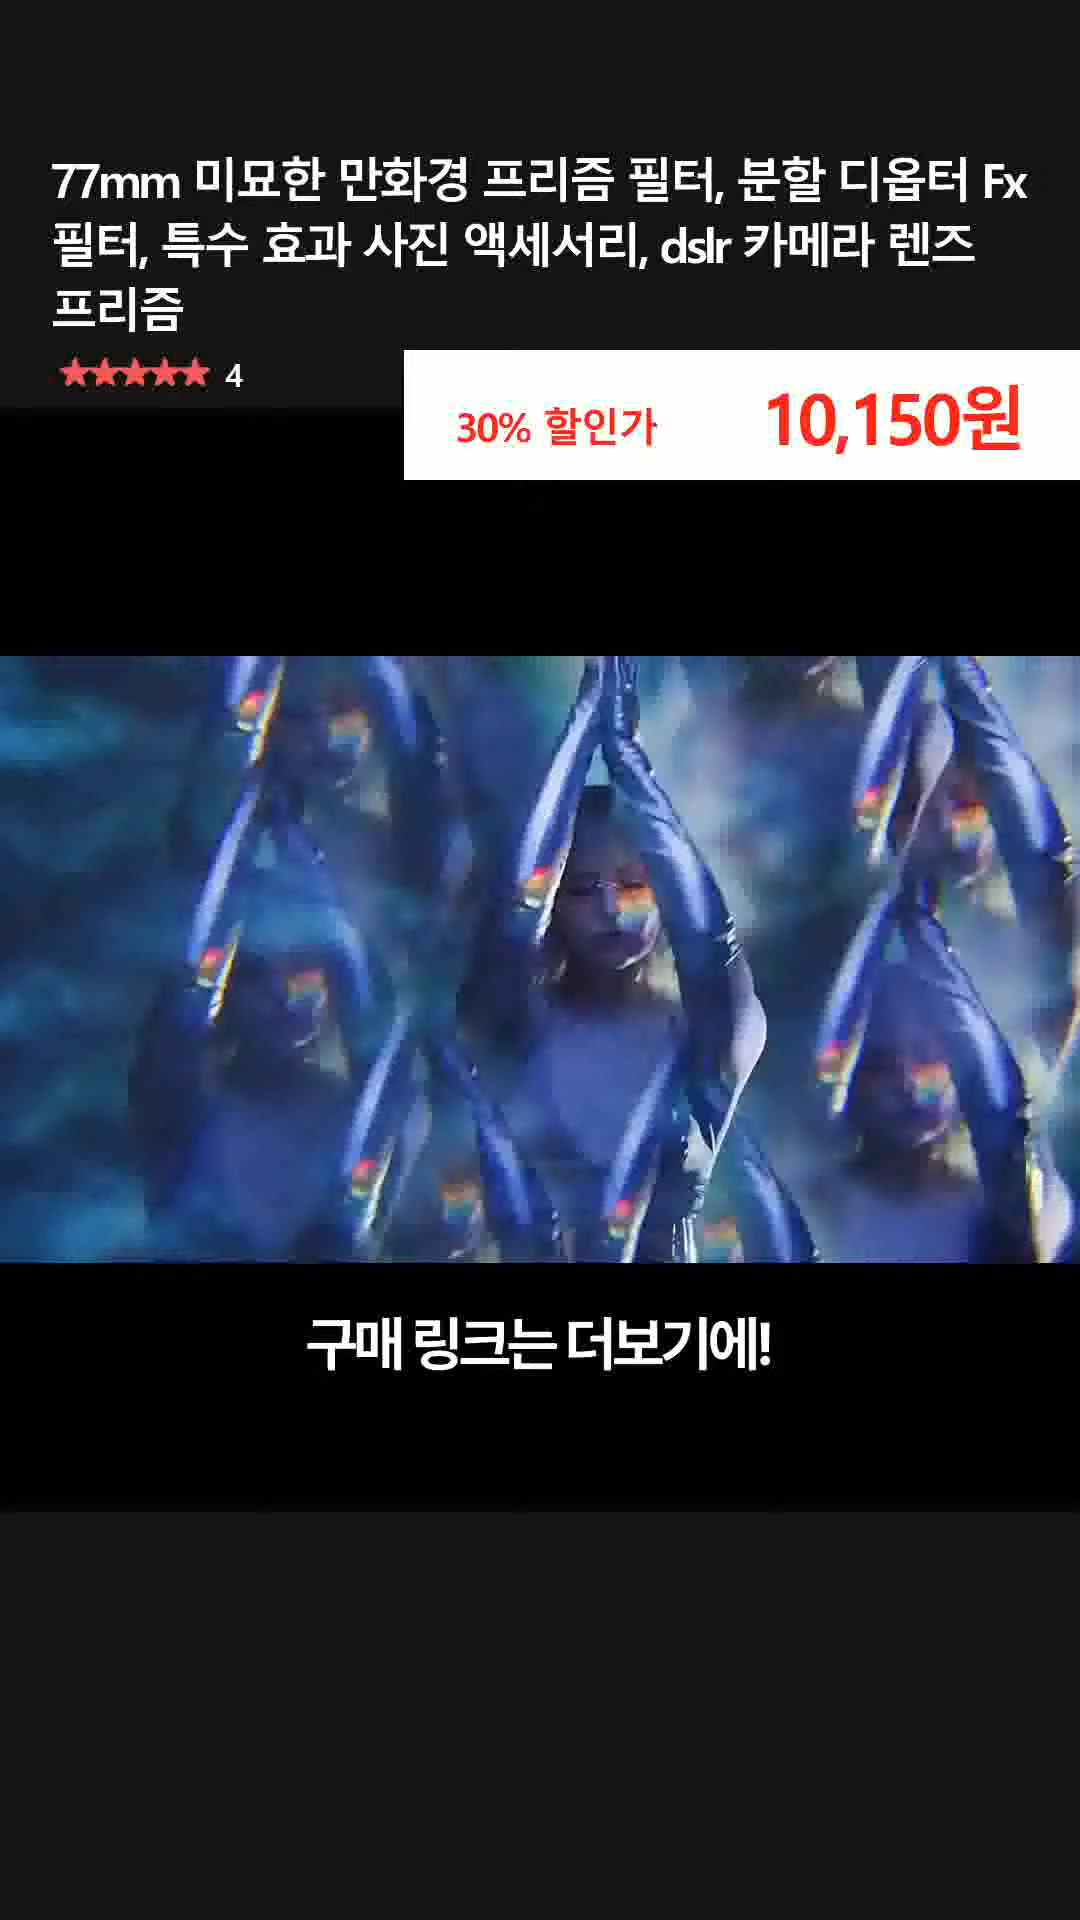 77mm 미묘한 만화경 프리즘 필터, 분할 디옵터 Fx
필터, 특수 효과 사진 액세서리, dslr 카메라 렌즈
프리즘
★★★★★ 4
30% 할인가 10,150원
구매 링크는 더보기에!